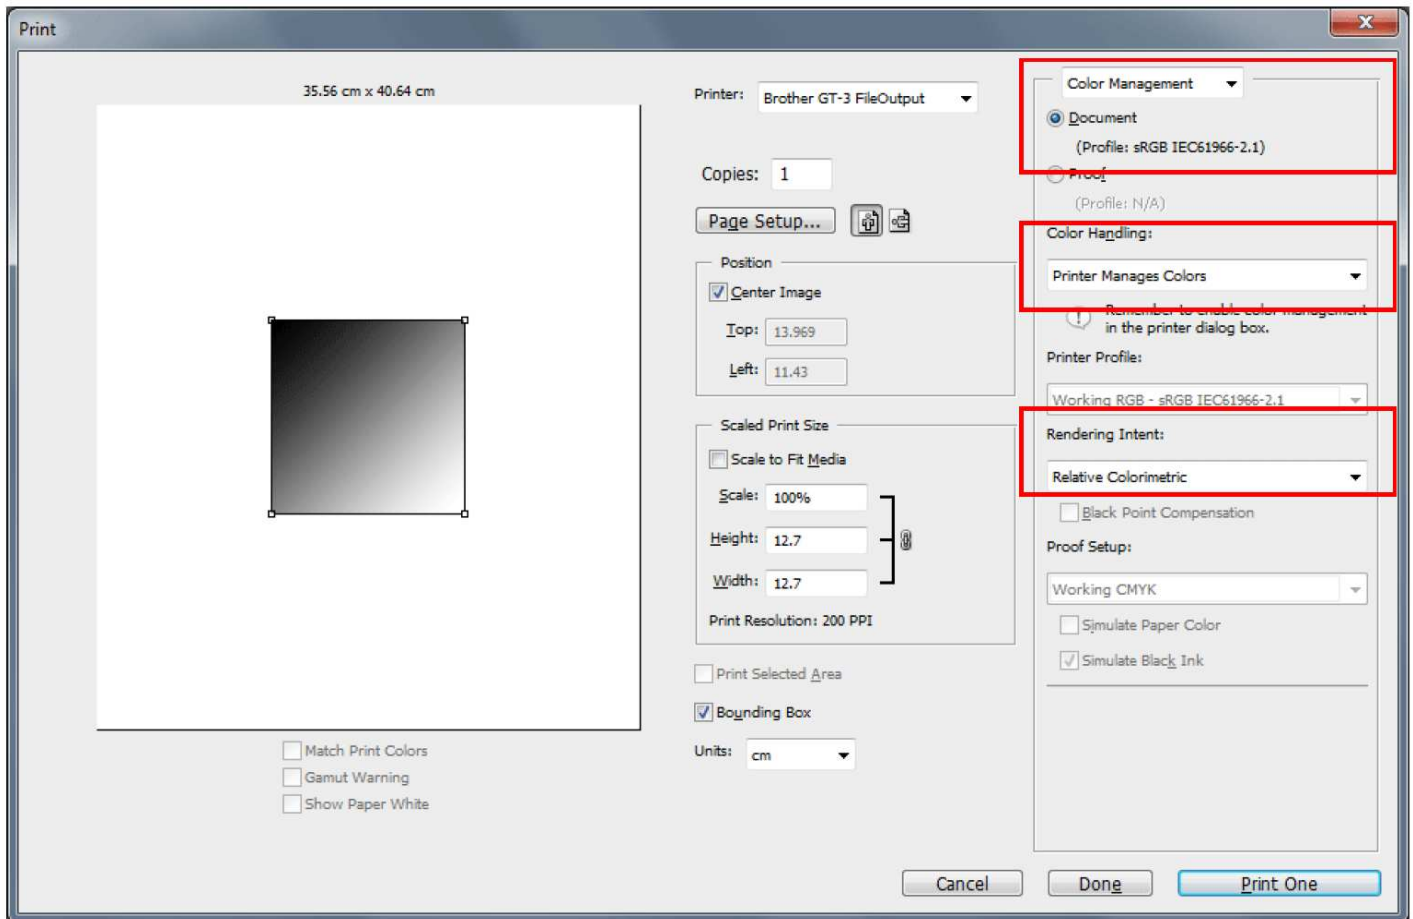 Print
35.56 cm x 40.64 cm
Match Print Colors
Gamut Warning
Show Paper White
Printer: Brother GT-3 FileOutput
Copies: 1
Page Setup...
Position
Center Image
Top: 13.969
Left: 11.43
Scaled Print Size
Scale to Fit Media
Scale: 100%
Height: 12.7
Width: 12.7
Print Resolution: 200 PPI
Print Selected Area
Bounding Box
Units: cm
Color Management
Document
(Profile: sRGB IEC61966-2.1)
Proof
(Profile: N/A)
Color Handling:
Printer Manages Colors
Remember to enable color management
in the printer dialog box.
Printer Profile:
Working RGB - sRGB IEC61966-2.1
Rendering Intent:
Relative Colorimetric
Black Point Compensation
Proof Setup:
Working CMYK
Simulate Paper Color
Simulate Black Ink
Cancel
Done
Print One